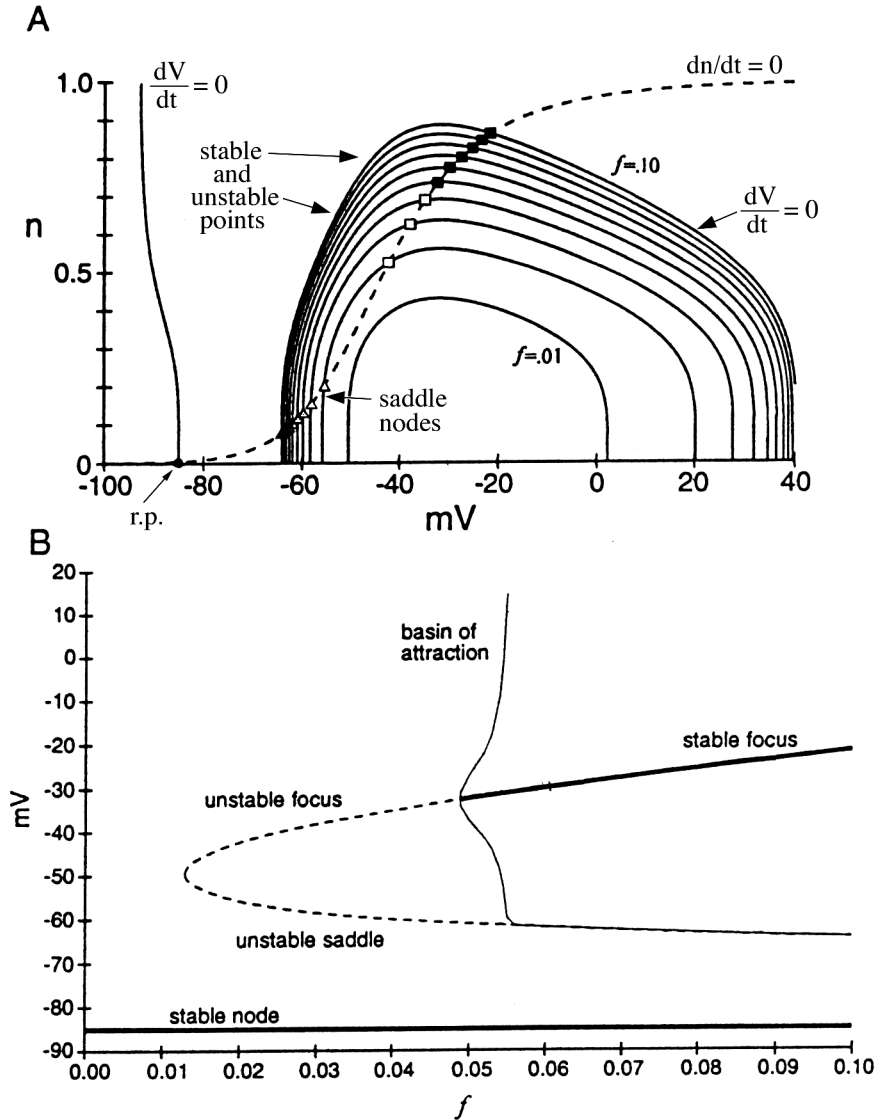 A
1.0
dV
dt
= 0
dn/dt = 0
stable
and
unstable
points
f=.10
dV
dt
= 0
n
0.5
f=.01
saddle
nodes
0
-100
-80
-60
-40
-20
0
20
40
r.p.
mV
B
20
10
0
-10
-20
-30
-40
-50
-60
-70
-80
-90
mV
basin of
attraction
stable focus
unstable focus
unstable saddle
stable node
0.00
0.01
0.02
0.03
0.04
0.05
0.06
0.07
0.08
0.09
0.10
f